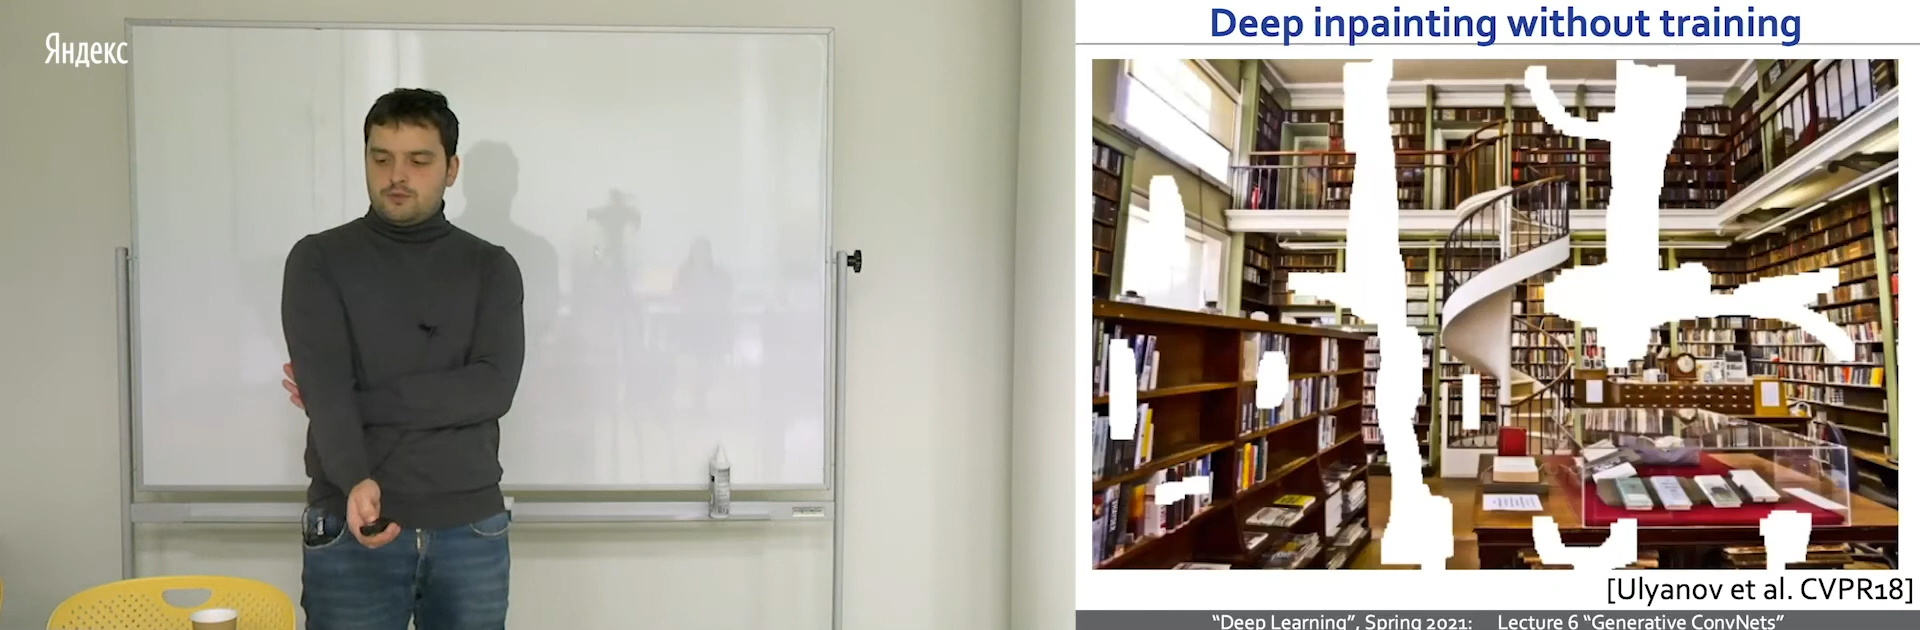 Яндекс
Deep inpainting without training
[Ulyanov et al. CVPR18]
"Deep Learning", Spring 2021: Lecture 6 "Generative ConvNets"